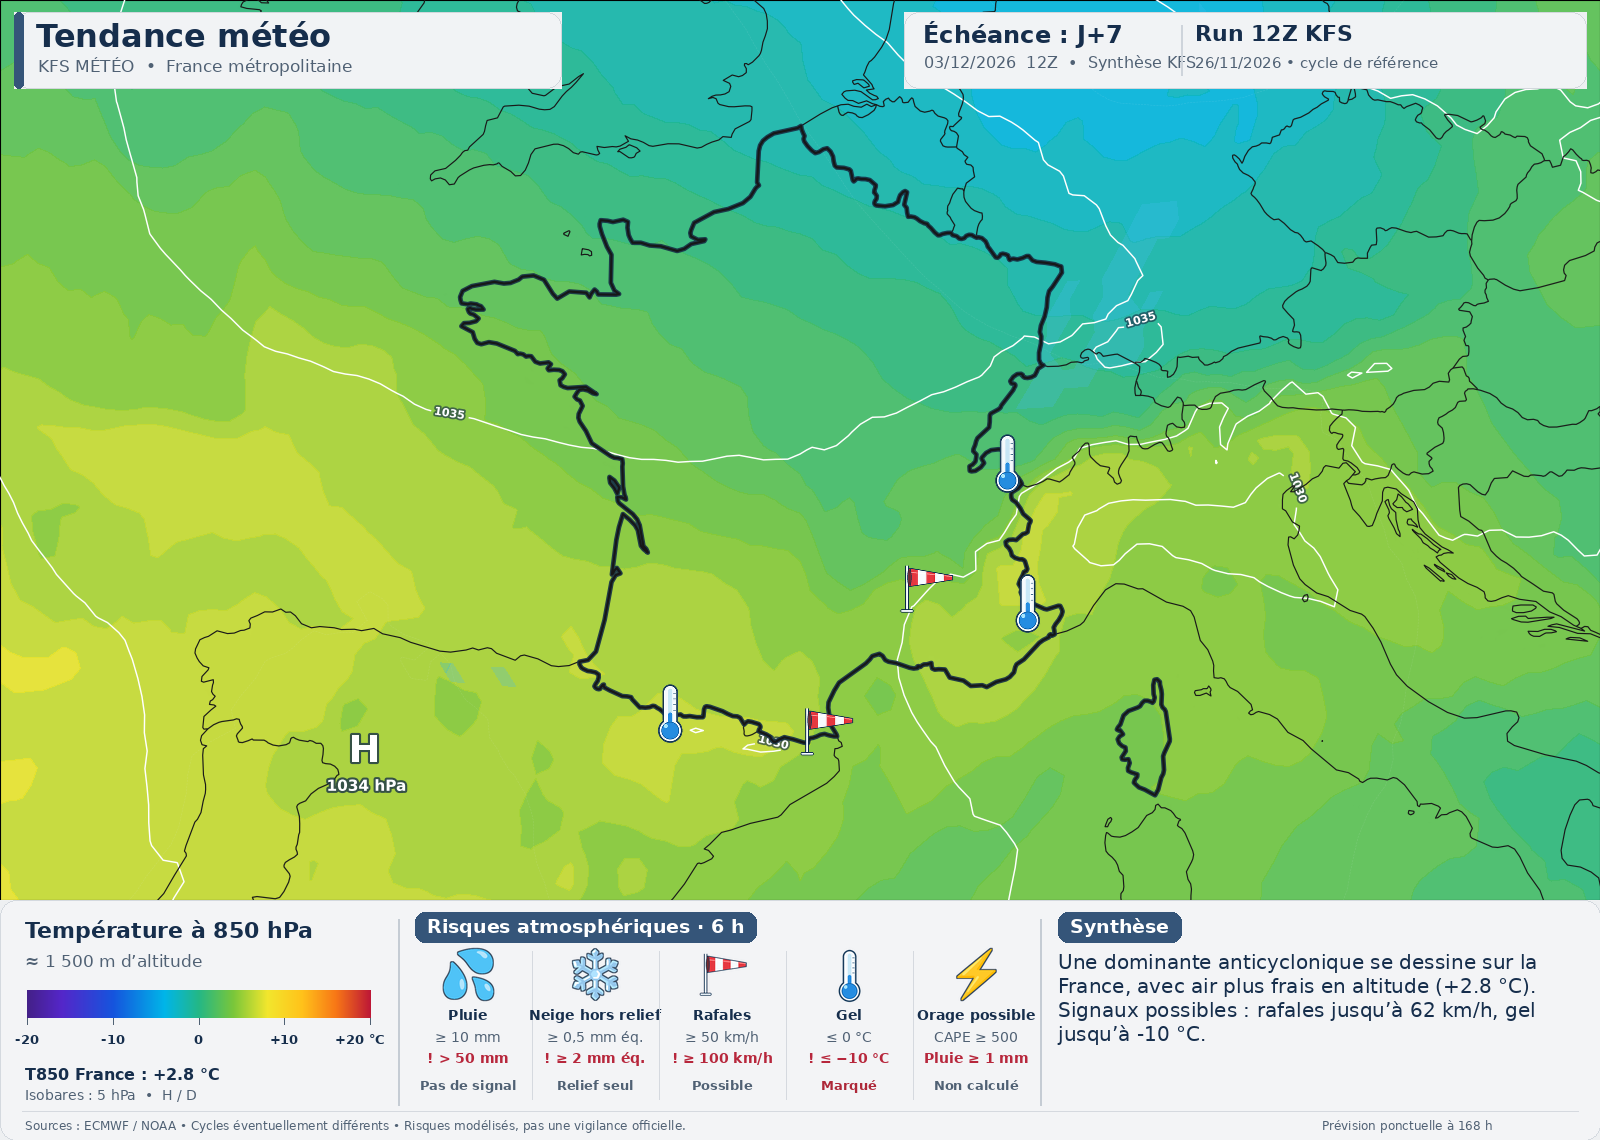 Tendance météo
KFS MÉTÉO • France métropolitaine
Échéance : J+7
03/12/2026 12Z • Synthèse KFS
Run 12Z KFS
26/11/2026 • cycle de référence
1035
1035
1030
1030
H
1034 hPa
Température à 850 hPa
≈ 1 500 m d’altitude
-20 -10 0 +10 +20 °C
T850 France : +2.8 °C
Isobares : 5 hPa • H / D
Risques atmosphériques · 6 h
Pluie
≥ 10 mm
! > 50 mm
Pas de signal
Neige hors relief
≥ 0,5 mm éq.
! ≥ 2 mm éq.
Relief seul
Rafales
≥ 50 km/h
! ≥ 100 km/h
Possible
Gel
≤ 0 °C
! ≤ −10 °C
Marqué
Orage possible
CAPE ≥ 500
Pluie ≥ 1 mm
Non calculé
Synthèse
Une dominante anticyclonique se dessine sur la
France, avec air plus frais en altitude (+2.8 °C).
Signaux possibles : rafales jusqu’à 62 km/h, gel
jusqu’à -10 °C.
Sources : ECMWF / NOAA • Cycles éventuellement différents • Risques modélisés, pas une vigilance officielle.
Prévision ponctuelle à 168 h